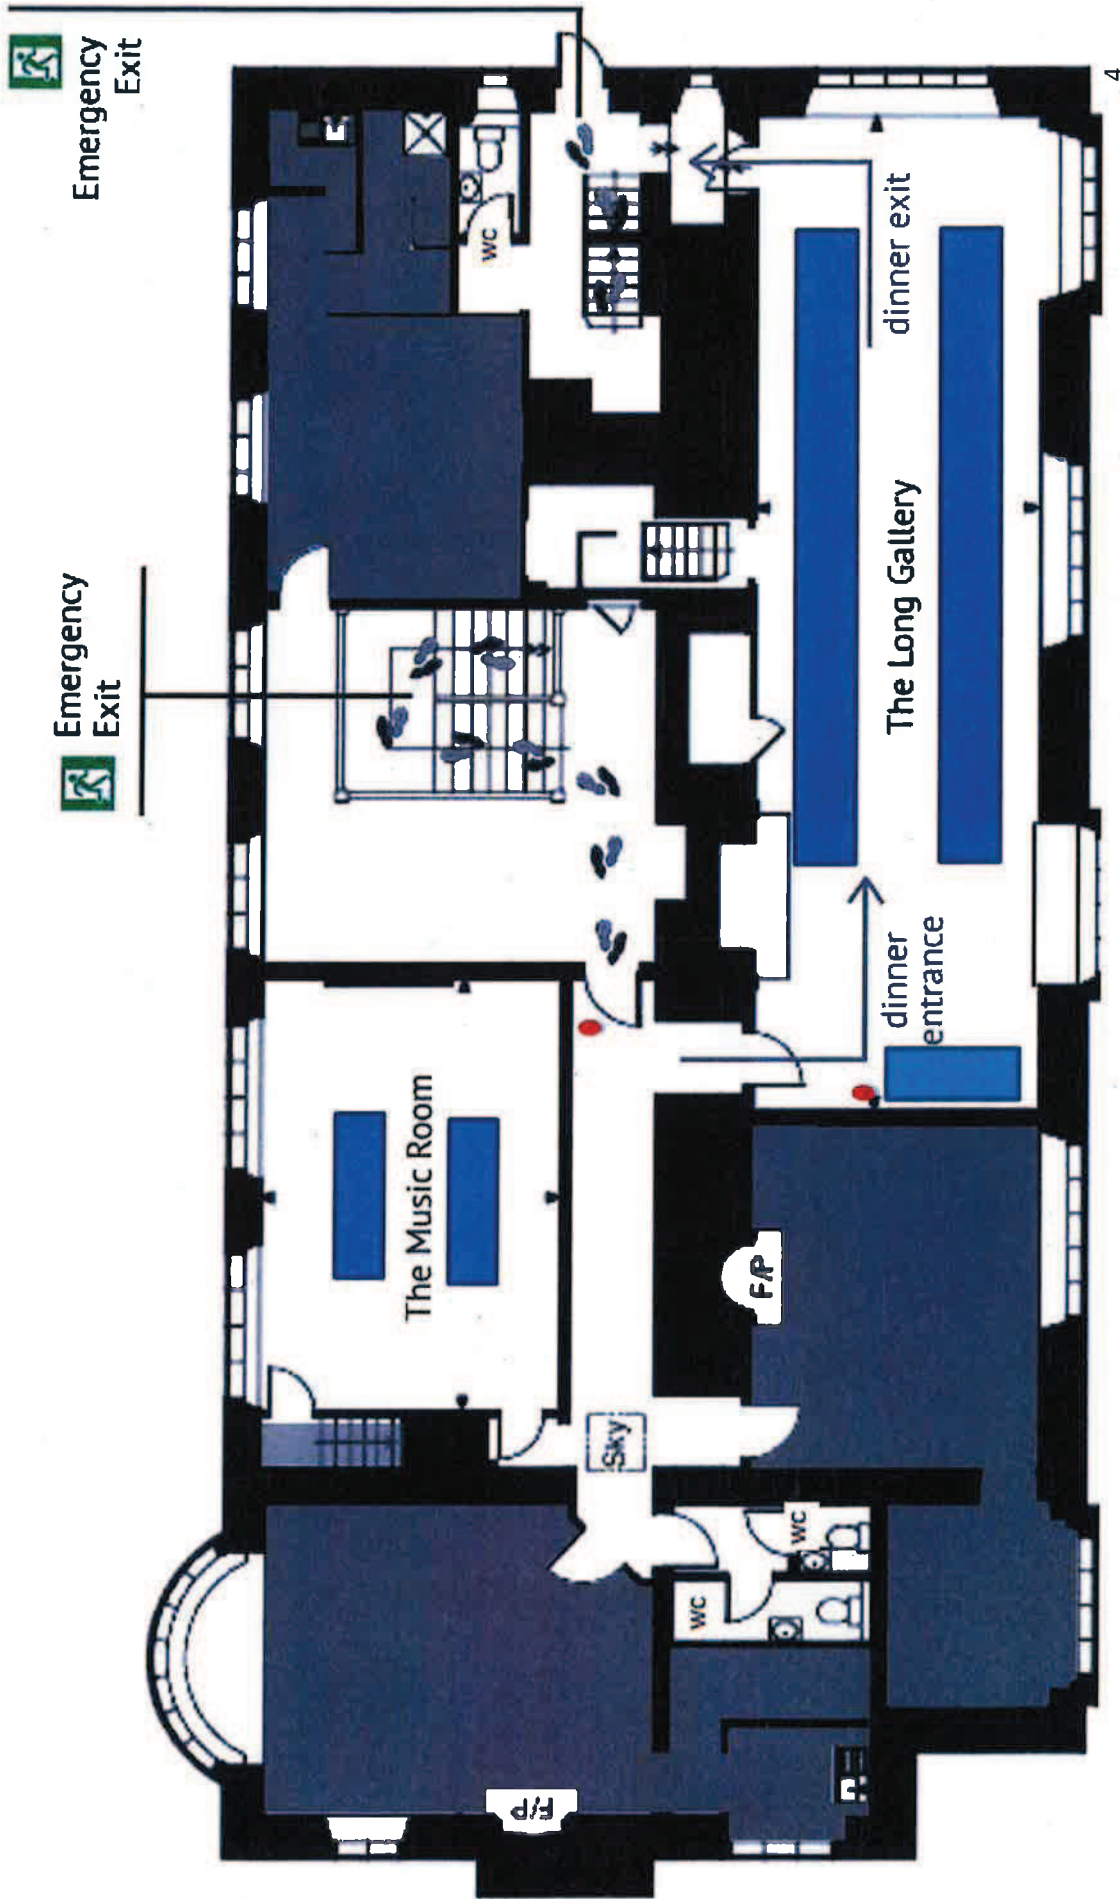 Emergency
Exit
Emergency
Exit
wc
dinner exit
The Long Gallery
dinner
entrance
The Music Room
F/P
Sky
wc
wc
F/P
4